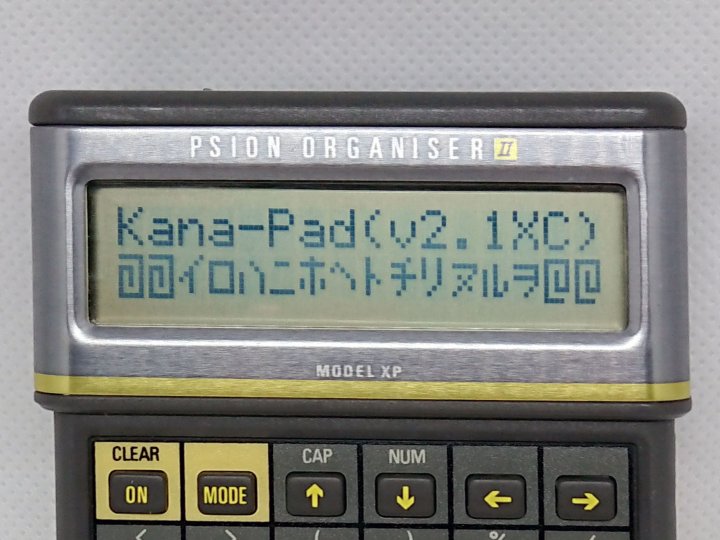 PSION ORGANISER II
Kana-Pad(v2.1XC)
イロハニホヘトチリヌルヲ
MODEL XP
CLEAR CAP NUM
ON MODE ↑ ↓ ← →
< > ( ) % /